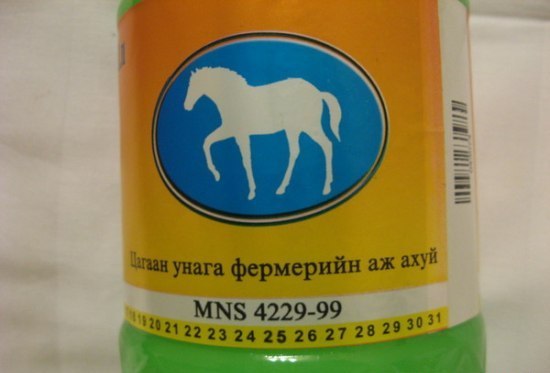 Цагаан унага фермерийн аж ахуй
MNS 4229-99
18 19 20 21 22 23 24 25 26 27 28 29 30 31